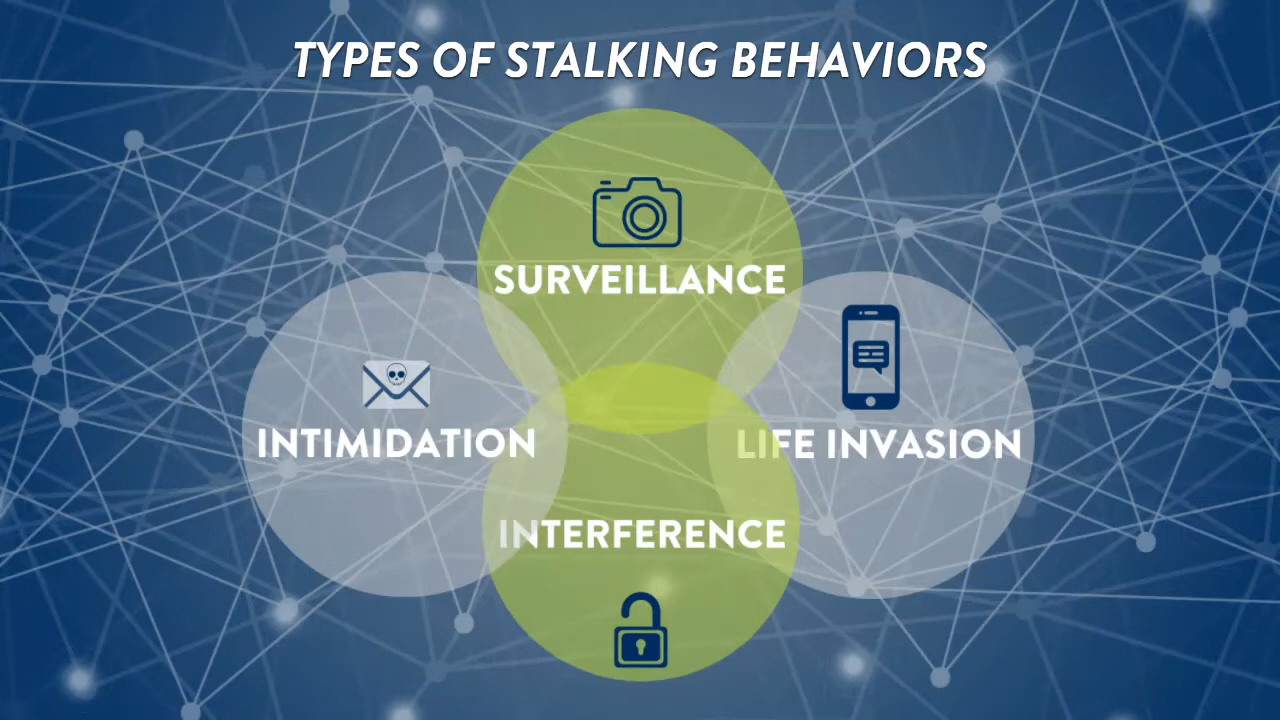 TYPES OF STALKING BEHAVIORS
SURVEILLANCE
INTIMIDATION
LIFE INVASION
INTERFERENCE